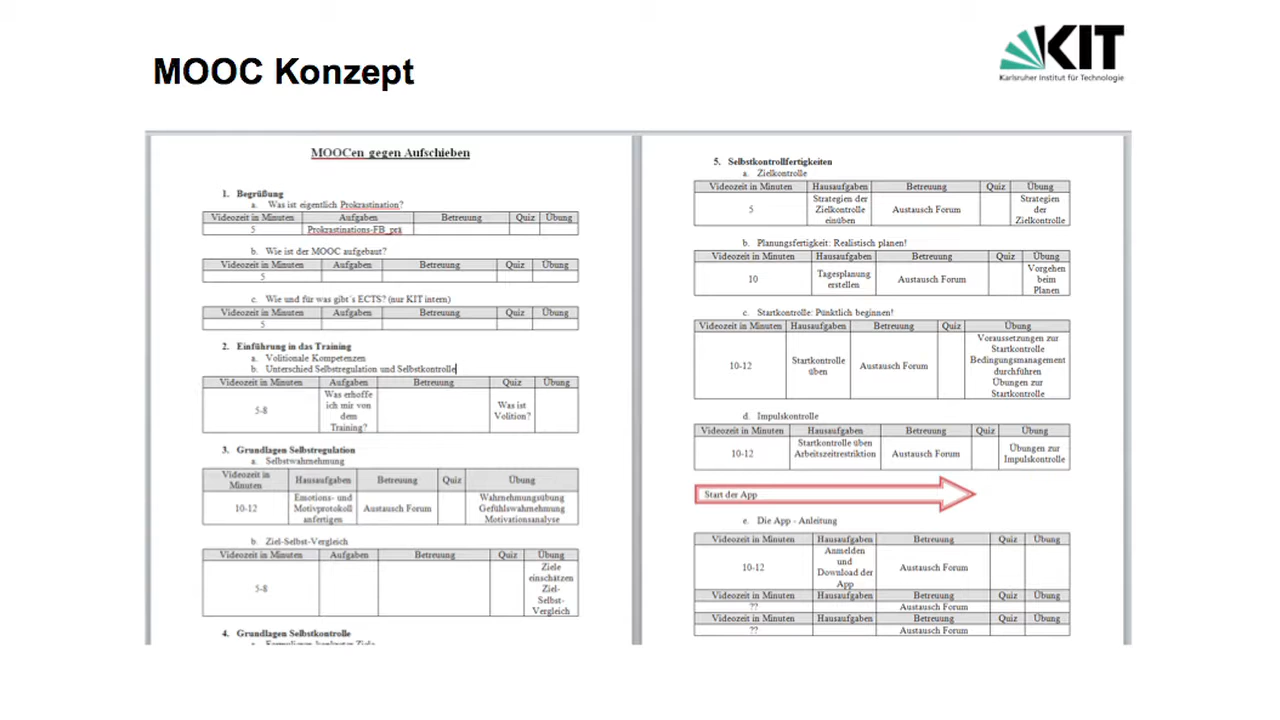 MOOC Konzept
KIT
Karlsruher Institut für Technologie
MOOCen gegen Aufschieben
1. Begrüßung
a. Was ist eigentlich Prokrastination?
Videozeit in Minuten Aufgaben Betreuung Quiz Übung
5 Prokrastinations-FB_prä
b. Wie ist der MOOC aufgebaut?
Videozeit in Minuten Aufgaben Betreuung Quiz Übung
5
c. Wie und für was gibt´s ECTS? (nur KIT intern)
Videozeit in Minuten Aufgaben Betreuung Quiz Übung
5
2. Einführung in das Training
a. Volitionale Kompetenzen
b. Unterschied Selbstregulation und Selbstkontrolle
Videozeit in Minuten Aufgaben Betreuung Quiz Übung
5-8
Was erhoffe
ich mir von
dem
Training?
Was ist
Volition?
3. Grundlagen Selbstregulation
a. Selbstwahrnehmung
Videozeit in
Minuten
Hausaufgaben Betreuung Quiz Übung
10-12
Emotions- und
Motivprotokoll
anfertigen
Austausch Forum
Wahrnehmungsübung
Gefühlswahrnehmung
Motivationsanalyse
b. Ziel-Selbst-Vergleich
Videozeit in Minuten Aufgaben Betreuung Quiz Übung
5-8
Ziele
einschätzen
Ziel-
Selbst-
Vergleich
4. Grundlagen Selbstkontrolle
5. Selbstkontrollfertigkeiten
a. Zielkontrolle
Videozeit in Minuten Hausaufgaben Betreuung Quiz Übung
5
Strategien der
Zielkontrolle
einüben
Austausch Forum
Strategien
der
Zielkontrolle
b. Planungsfertigkeit: Realistisch planen!
Videozeit in Minuten Hausaufgaben Betreuung Quiz Übung
10
Tagesplanung
erstellen
Austausch Forum
Vorgehen
beim
Planen
c. Startkontrolle: Pünktlich beginnen!
Videozeit in Minuten Hausaufgaben Betreuung Quiz Übung
10-12
Startkontrolle
üben
Austausch Forum
Voraussetzungen zur
Startkontrolle
Bedingungsmanagement
durchführen
Übungen zur
Startkontrolle
d. Impulskontrolle
Videozeit in Minuten Hausaufgaben Betreuung Quiz Übung
10-12
Startkontrolle üben
Arbeitszeitrestriktion
Austausch Forum
Übungen zur
Impulskontrolle
Start der App
e. Die App - Anleitung
Videozeit in Minuten Hausaufgaben Betreuung Quiz Übung
10-12
Anmelden
und
Download der
App
Austausch Forum
Videozeit in Minuten Hausaufgaben Betreuung Quiz Übung
?? Austausch Forum
Videozeit in Minuten Hausaufgaben Betreuung Quiz Übung
?? Austausch Forum